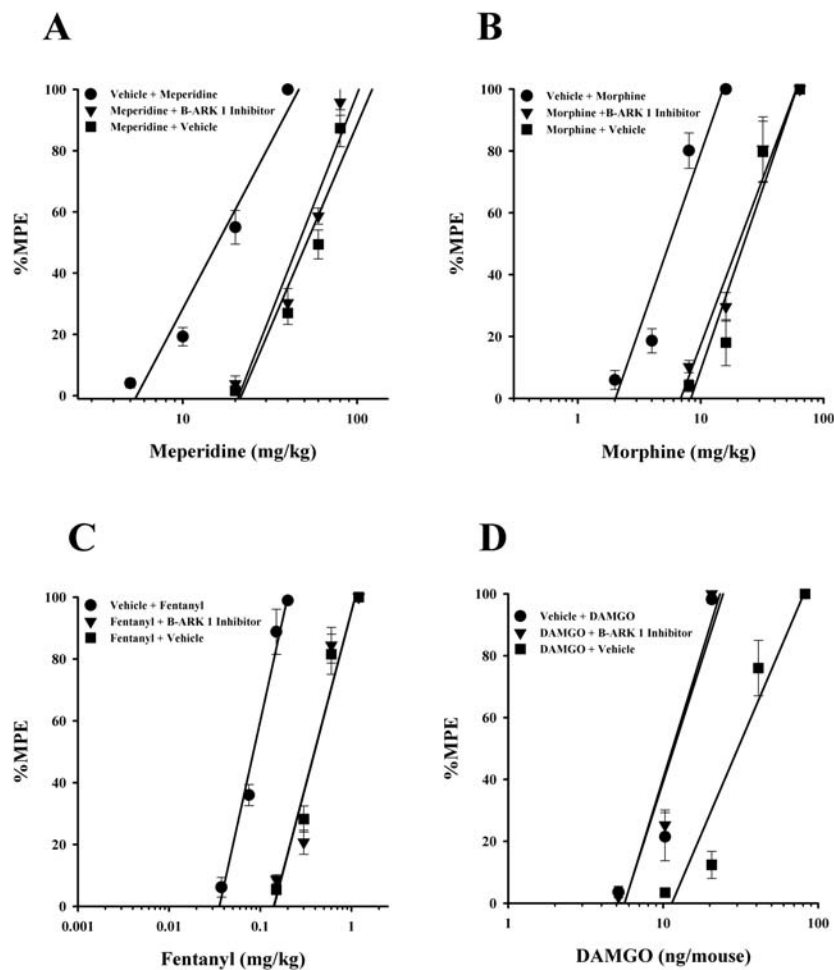 A
B
100
80
60
40
20
0
%MPE
Vehicle + Meperidine
Meperidine + B-ARK 1 Inhibitor
Meperidine + Vehicle
10
100
Meperidine (mg/kg)
100
80
60
40
20
0
%MPE
Vehicle + Morphine
Morphine +B-ARK 1 Inhibitor
Morphine + Vehicle
1
10
100
Morphine (mg/kg)
C
D
100
80
60
40
20
0
%MPE
Vehicle + Fentanyl
Fentanyl + B-ARK 1 Inhibitor
Fentanyl + Vehicle
0.001
0.01
0.1
1
Fentanyl (mg/kg)
100
80
60
40
20
0
%MPE
Vehicle + DAMGO
DAMGO + B-ARK 1 Inhibitor
DAMGO + Vehicle
1
10
100
DAMGO (ng/mouse)